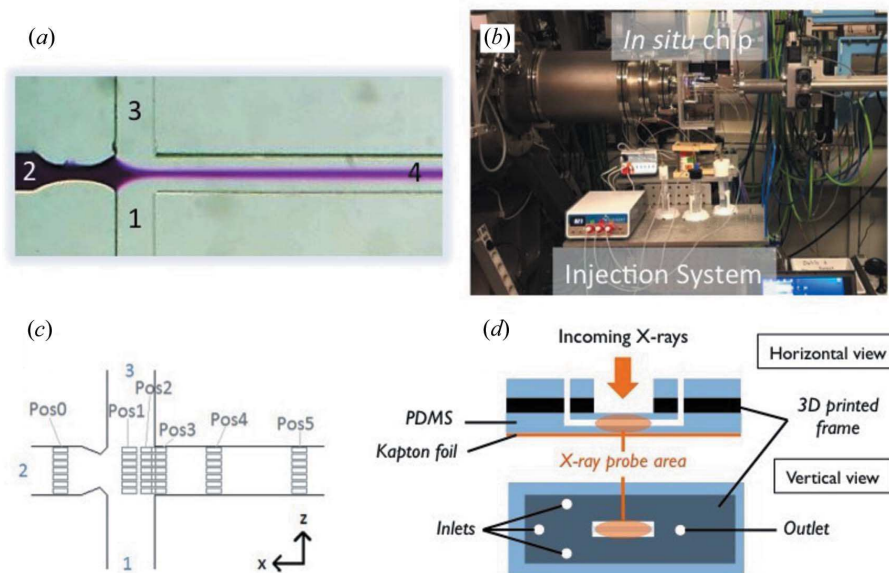 (a)
3
2
4
1
(b)
In situ chip
Injection System
(c)
3
Pos0
Pos1
Pos2
Pos3
Pos4
Pos5
2
1
z
x
(d)
Incoming X-rays
Horizontal view
PDMS
3D printed
frame
Kapton foil
X-ray probe area
Vertical view
Inlets
Outlet